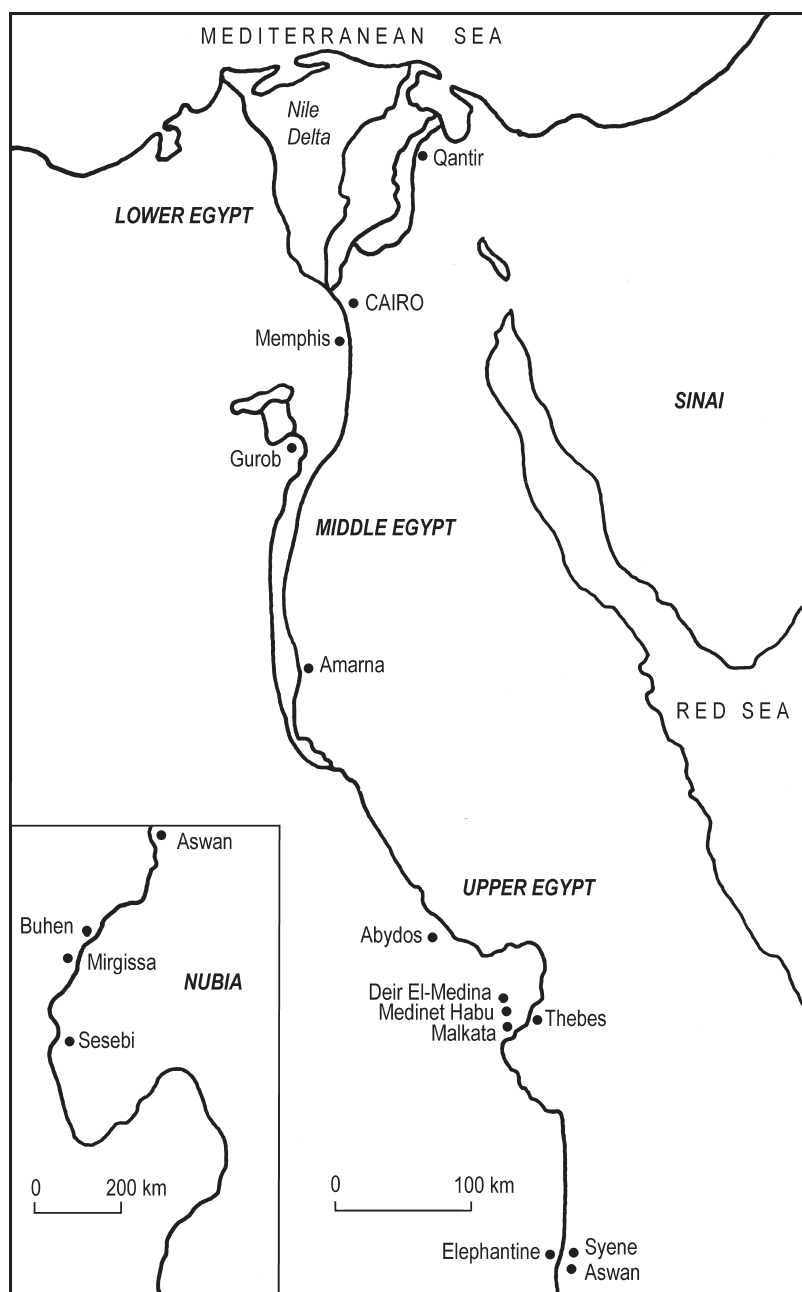 MEDITERRANEAN SEA
Nile
Delta
Qantir
LOWER EGYPT
CAIRO
Memphis
SINAI
Gurob
MIDDLE EGYPT
Amarna
RED SEA
UPPER EGYPT
Abydos
Deir El-Medina
Medinet Habu
Malkata
Thebes
Elephantine
Syene
Aswan
0 100 km
Aswan
Buhen
Mirgissa
NUBIA
Sesebi
0 200 km